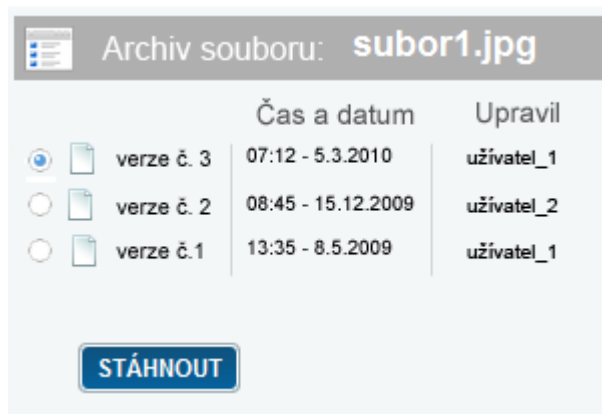 Archiv souboru: subor1.jpg
Čas a datum Upravil
verze č. 3 07:12 - 5.3.2010 užívatel_1
verze č. 2 08:45 - 15.12.2009 užívatel_2
verze č.1 13:35 - 8.5.2009 užívatel_1
STÁHNOUT